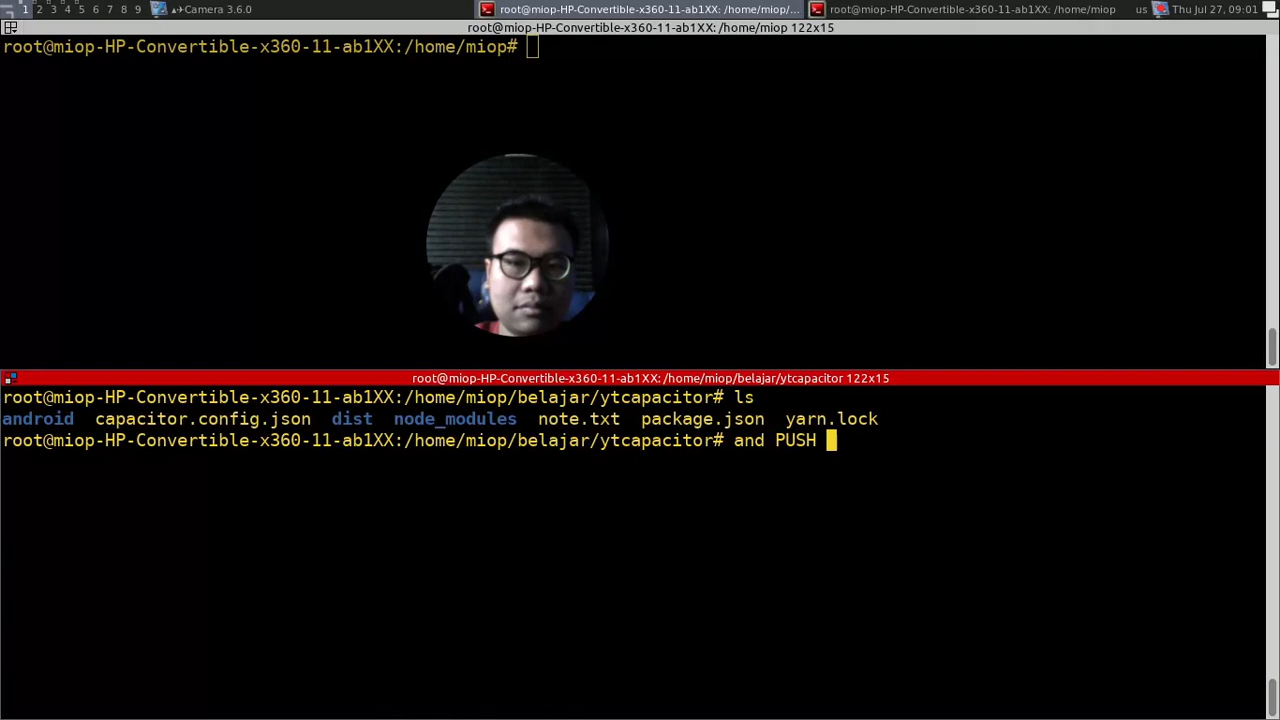 1 2 3 4 5 6 7 8 9 Camera 3.6.0 root@miop-HP-Convertible-x360-11-ab1XX: /home/miop/... root@miop-HP-Convertible-x360-11-ab1XX: /home/miop us Thu Jul 27, 09:01
root@miop-HP-Convertible-x360-11-ab1XX: /home/miop 122x15
root@miop-HP-Convertible-x360-11-ab1XX:/home/miop#
root@miop-HP-Convertible-x360-11-ab1XX: /home/miop/belajar/ytcapacitor 122x15
root@miop-HP-Convertible-x360-11-ab1XX:/home/miop/belajar/ytcapacitor# ls
android capacitor.config.json dist node_modules note.txt package.json yarn.lock
root@miop-HP-Convertible-x360-11-ab1XX:/home/miop/belajar/ytcapacitor# and PUSH